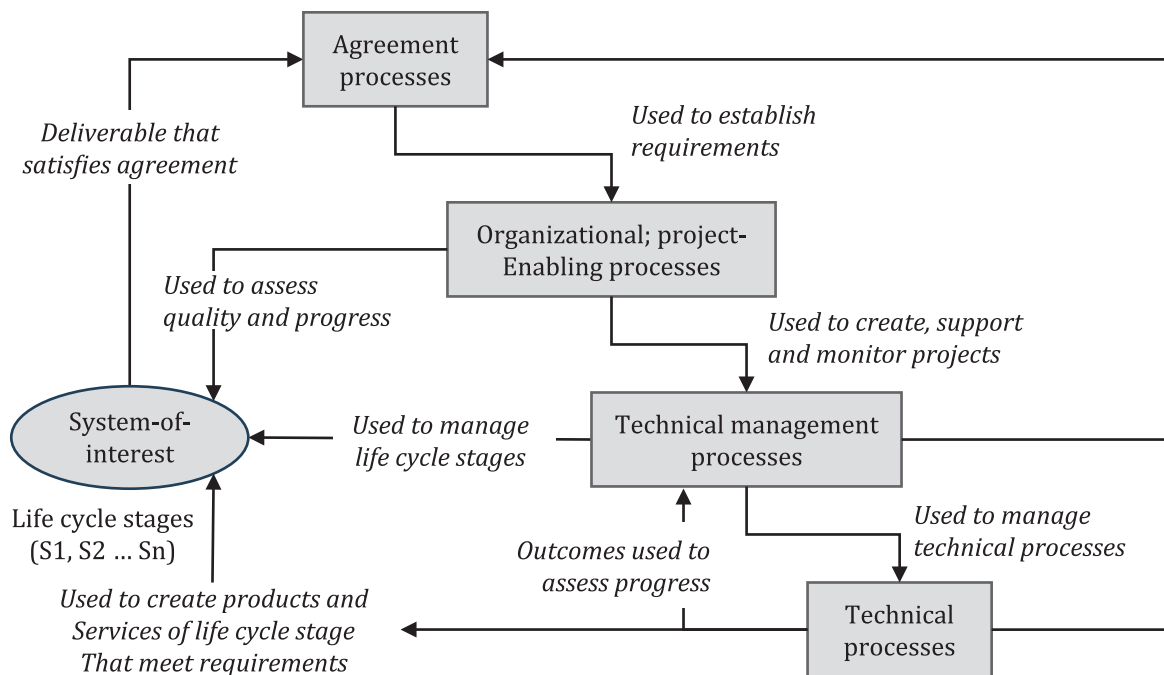 Agreement
processes
Used to establish
requirements
Deliverable that
satisfies agreement
Organizational; project-
Enabling processes
Used to assess
quality and progress
Used to create, support
and monitor projects
System-of-
interest
Used to manage
life cycle stages
Technical management
processes
Life cycle stages
(S1, S2 ... Sn)
Outcomes used to
assess progress
Used to manage
technical processes
Used to create products and
Services of life cycle stage
That meet requirements
Technical
processes